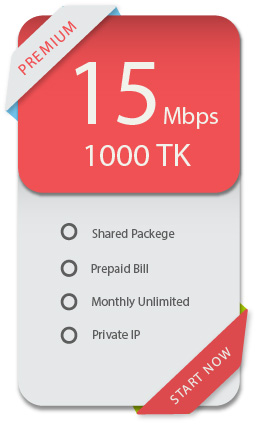 PREMIUM
15 Mbps
1000 TK
Shared Packege
Prepaid Bill
Monthly Unlimited
Private IP
START NOW